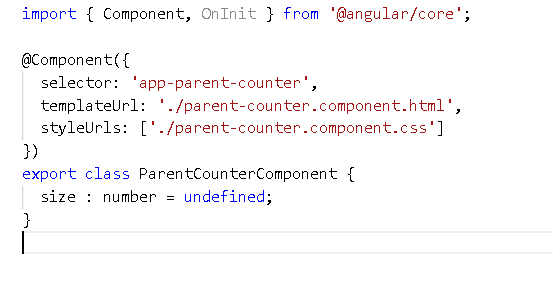 import { Component, OnInit } from '@angular/core';
@Component({
selector: 'app-parent-counter',
templateUrl: './parent-counter.component.html',
styleUrls: ['./parent-counter.component.css']
})
export class ParentCounterComponent {
size : number = undefined;
}